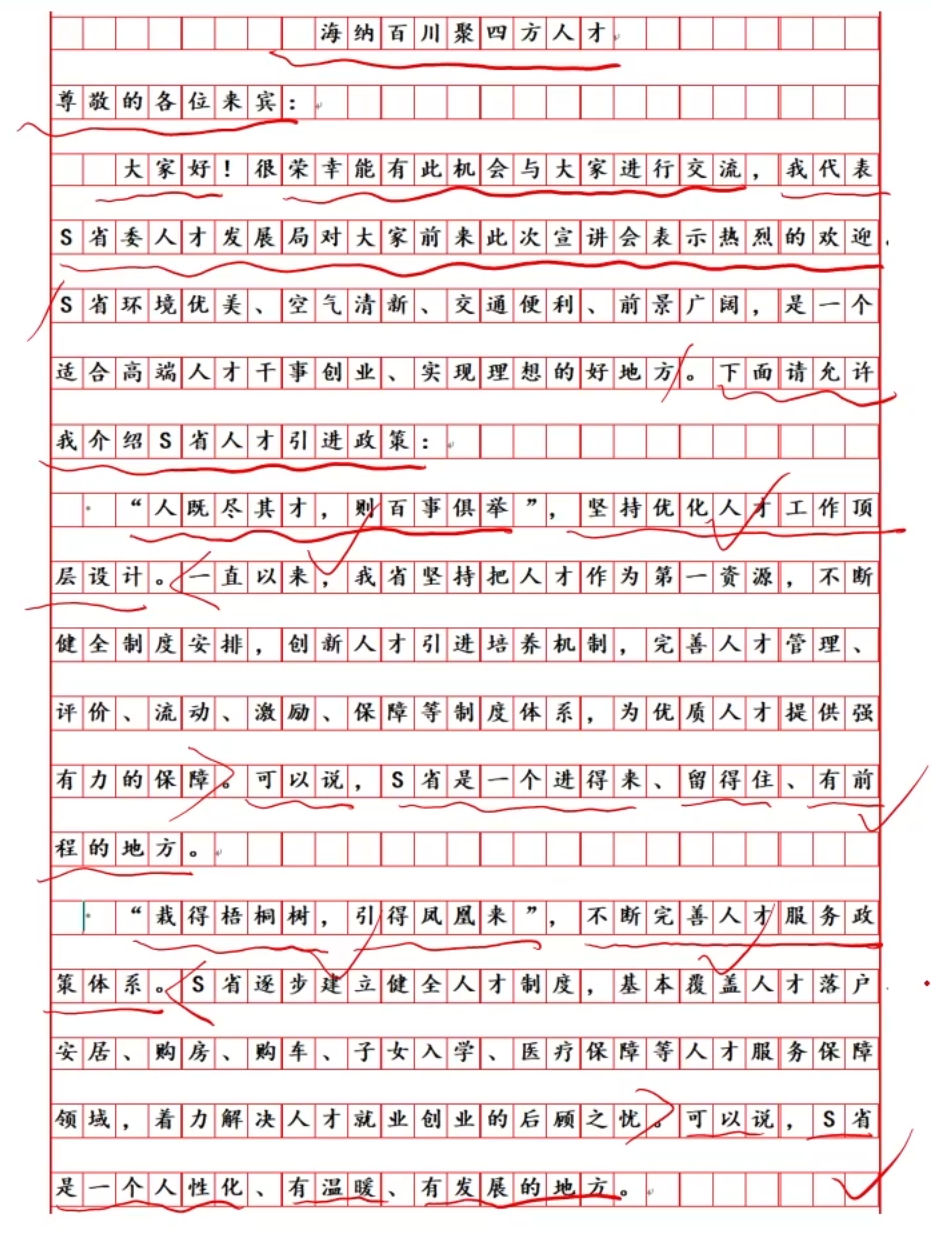 海纳百川聚四方人才
尊敬的各位来宾：
大家好！很荣幸能有此机会与大家进行交流，我代表
S省委人才发展局对大家前来此次宣讲会表示热烈的欢迎.
S省环境优美、空气清新、交通便利、前景广阔，是一个
适合高端人才干事创业、实现理想的好地方。下面请允许
我介绍S省人才引进政策：
“人既尽其才，则百事俱举”，坚持优化人才工作顶
层设计。一直以来，我省坚持把人才作为第一资源，不断
健全制度安排，创新人才引进培养机制，完善人才管理、
评价、流动、激励、保障等制度体系，为优质人才提供强
有力的保障。可以说，S省是一个进得来、留得住、有前
程的地方。
“栽得梧桐树，引得凤凰来”，不断完善人才服务政
策体系。S省逐步建立健全人才制度，基本覆盖人才落户
安居、购房、购车、子女入学、医疗保障等人才服务保障
领域，着力解决人才就业创业的后顾之忧。可以说，S省
是一个人性化、有温暖、有发展的地方。